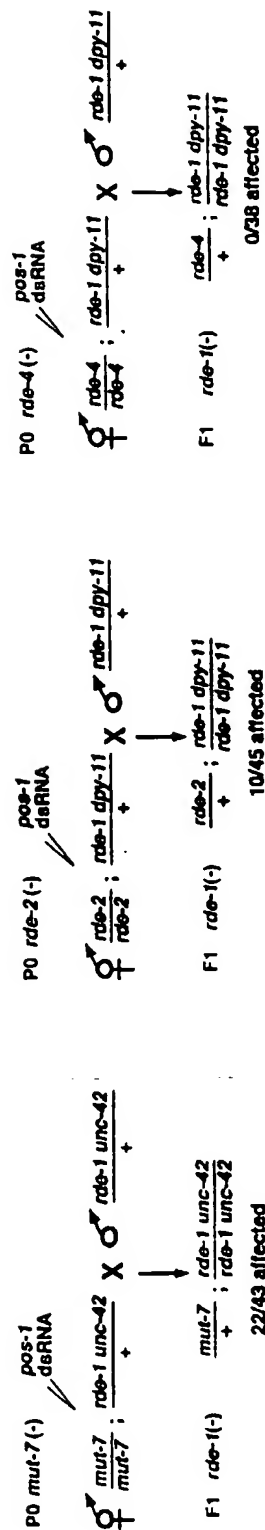 P0 mut-7 (-)
pos-1
dsRNA
mut-7
mut-7
;
rde-1 unc-42
+
X
rde-1 unc-42
+
F1 rde-1(-)
mut-7
+
;
rde-1 unc-42
rde-1 unc-42
22/43 affected
P0 rde-2 (-)
pos-1
dsRNA
rde-2
rde-2
;
rde-1 dpy-11
+
X
rde-1 dpy-11
+
F1 rde-1(-)
rde-2
+
;
rde-1 dpy-11
rde-1 dpy-11
10/45 affected
P0 rde-4 (-)
pos-1
dsRNA
rde-4
rde-4
;
rde-1 dpy-11
+
X
rde-1 dpy-11
+
F1 rde-1(-)
rde-4
+
;
rde-1 dpy-11
rde-1 dpy-11
0/38 affected